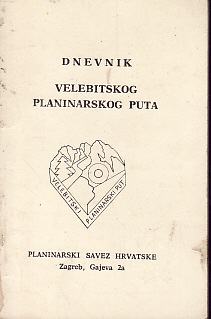 DNEVNIK
VELEBITSKOG
PLANINARSKOG PUTA
VELEBITSKI
PLANINARSKI PUT
PLANINARSKI SAVEZ HRVATSKE
Zagreb, Gajeva 2a